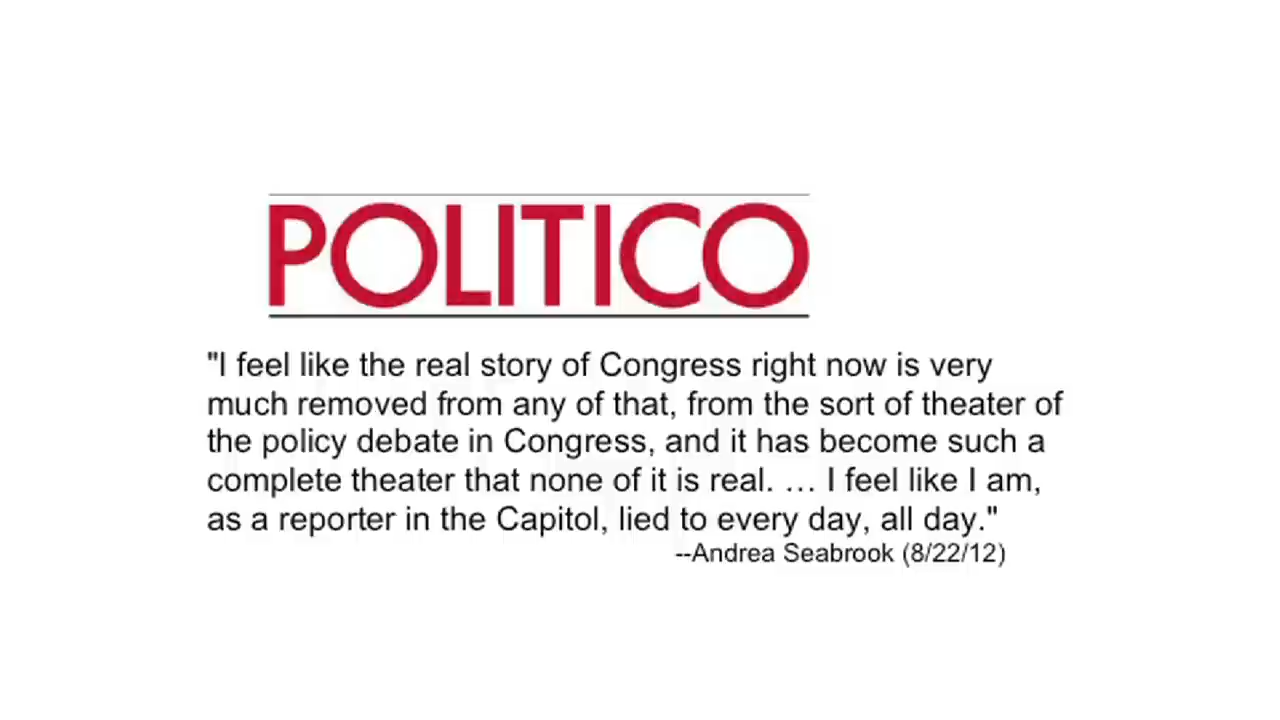 POLITICO
"I feel like the real story of Congress right now is very
much removed from any of that, from the sort of theater of
the policy debate in Congress, and it has become such a
complete theater that none of it is real. … I feel like I am,
as a reporter in the Capitol, lied to every day, all day."
--Andrea Seabrook (8/22/12)